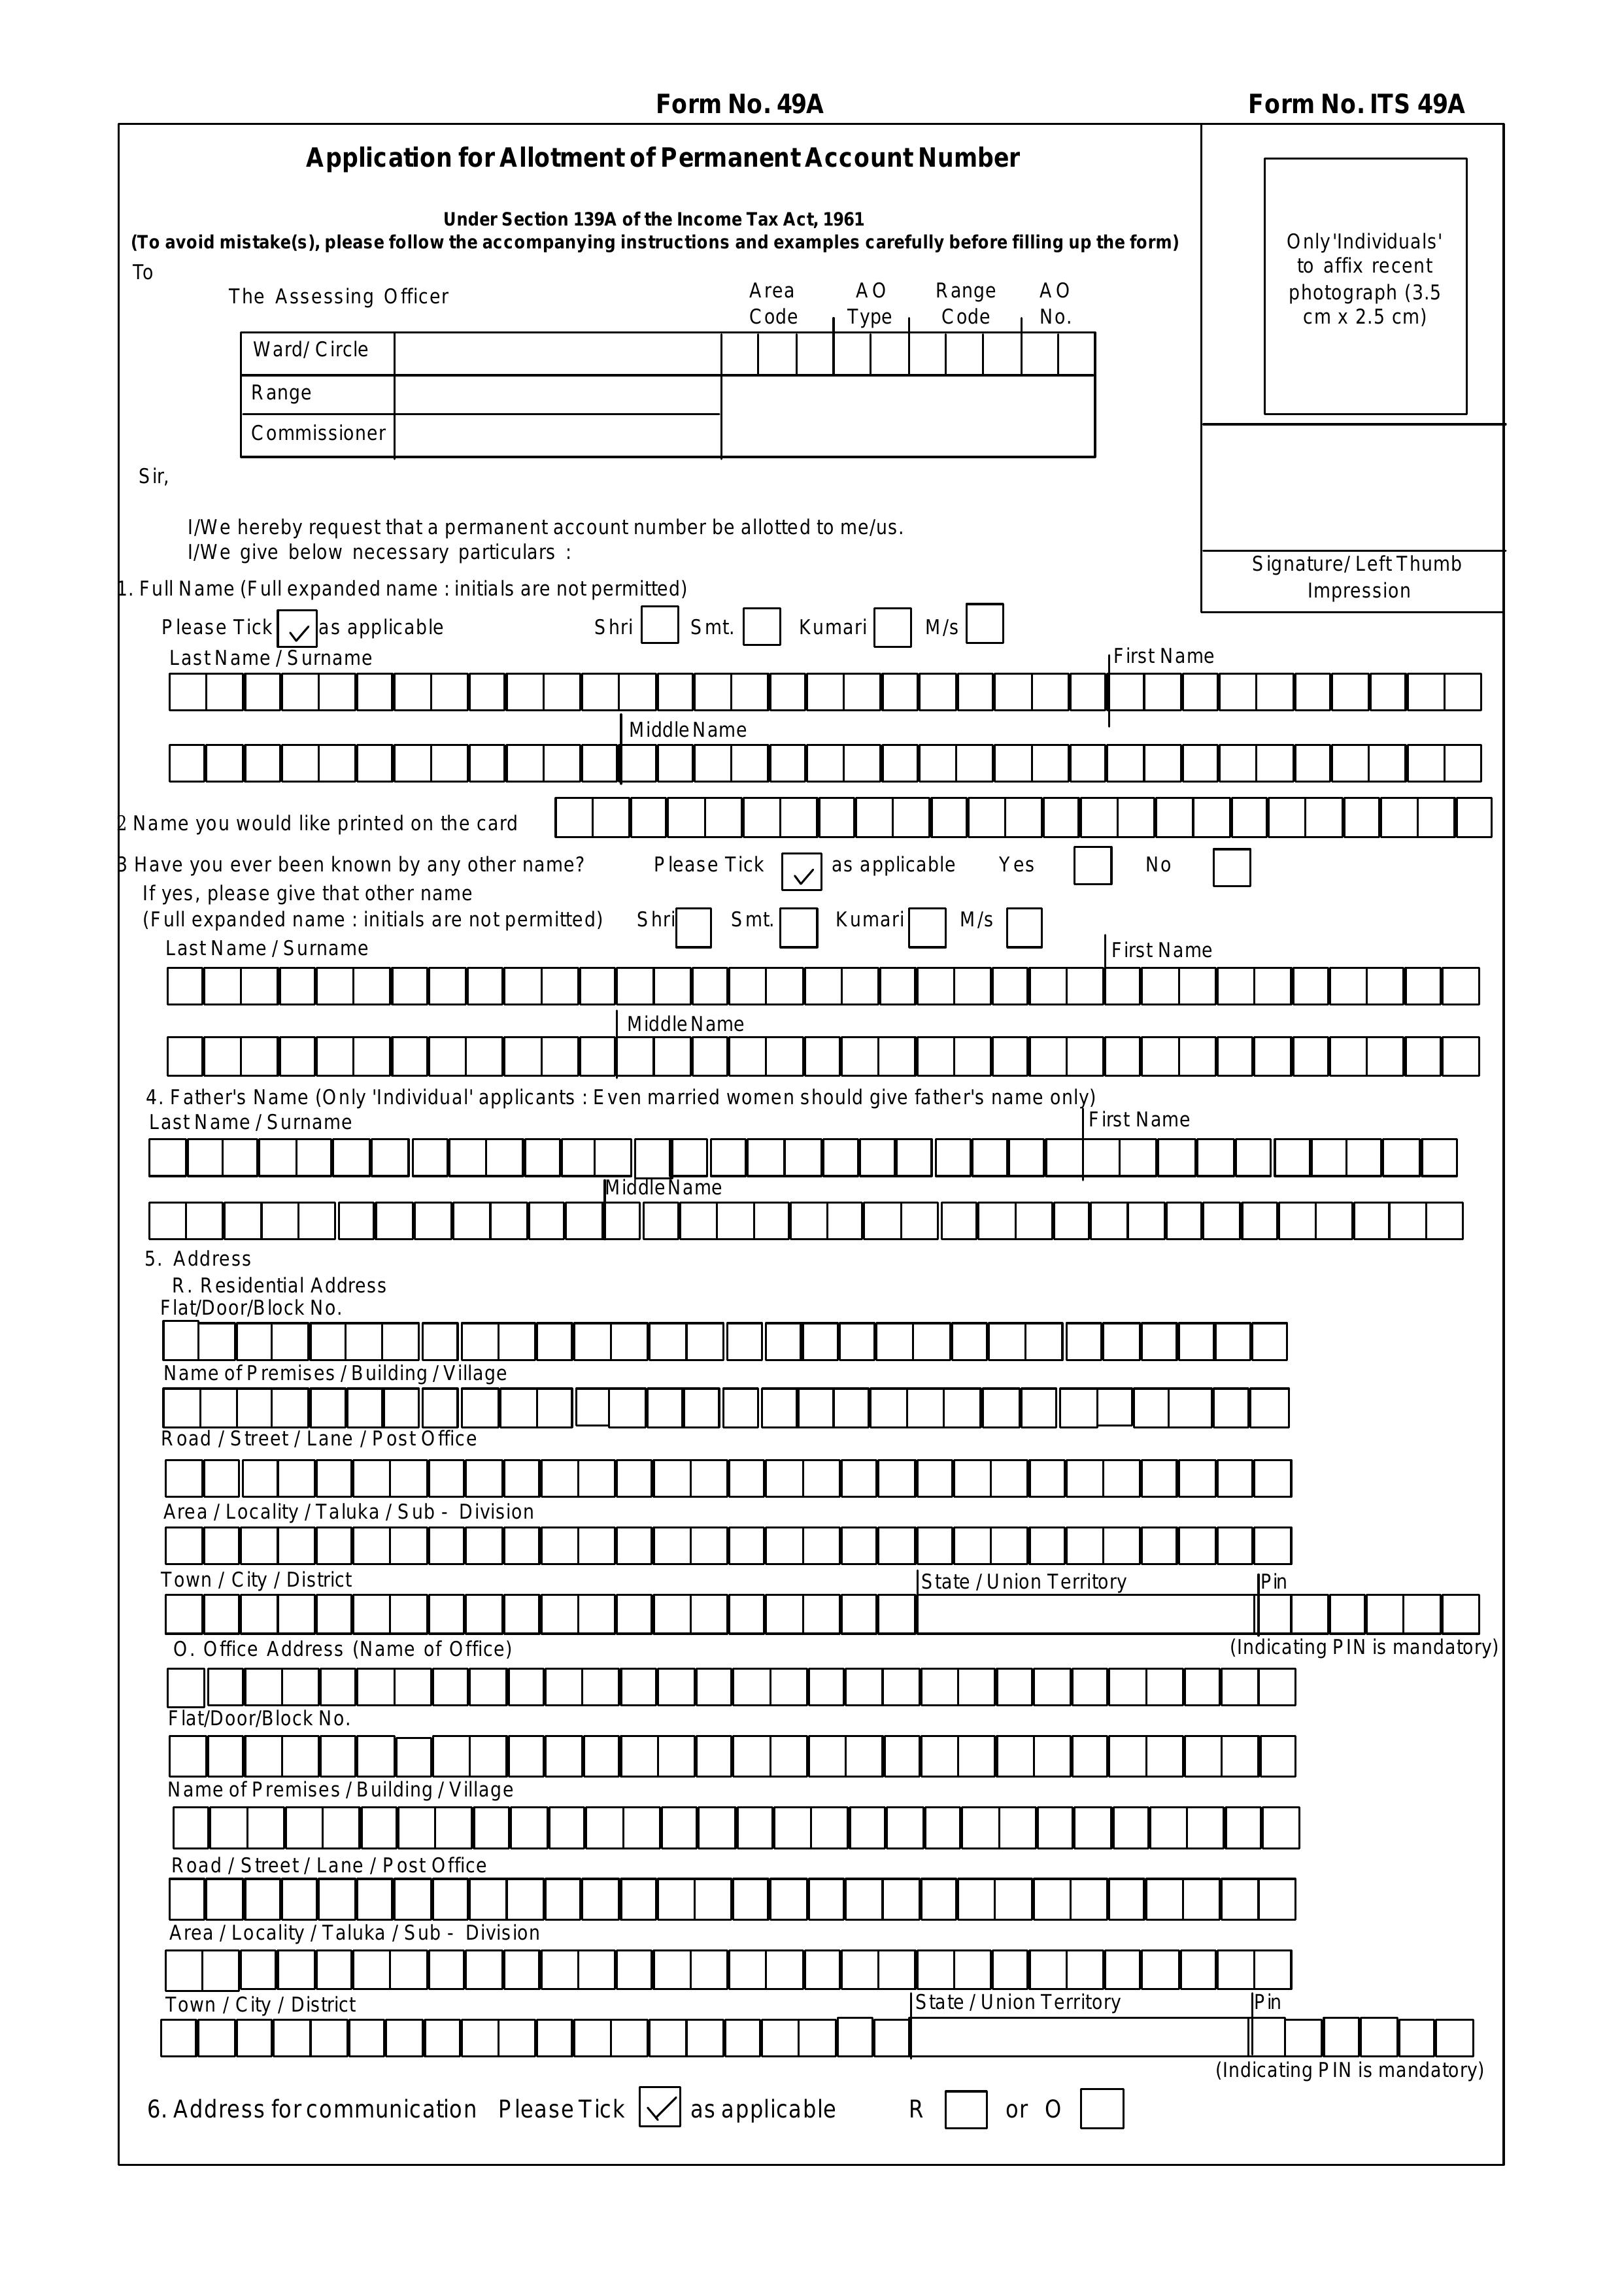 Form No. 49A
Form No. ITS 49A
Application for Allotment of Permanent Account Number
Under Section 139A of the Income Tax Act, 1961
(To avoid mistake(s), please follow the accompanying instructions and examples carefully before filling up the form)
Only 'Individuals'
to affix recent
photograph (3.5
cm x 2.5 cm)
To
The Assessing Officer
Area Code AO Type Range Code AO No.
Ward/ Circle
Range
Commissioner
Sir,
I/We hereby request that a permanent account number be allotted to me/us.
I/We give below necessary particulars :
Signature/ Left Thumb
Impression
1. Full Name (Full expanded name : initials are not permitted)
Please Tick ✓ as applicable Shri Smt. Kumari M/s
Last Name / Surname First Name
Middle Name
2 Name you would like printed on the card
3 Have you ever been known by any other name? Please Tick ✓ as applicable Yes No
If yes, please give that other name
(Full expanded name : initials are not permitted) Shri Smt. Kumari M/s
Last Name / Surname First Name
Middle Name
4. Father's Name (Only 'Individual' applicants : Even married women should give father's name only)
Last Name / Surname First Name
Middle Name
5. Address
R. Residential Address
Flat/Door/Block No.
Name of Premises / Building / Village
Road / Street / Lane / Post Office
Area / Locality / Taluka / Sub - Division
Town / City / District State / Union Territory Pin
(Indicating PIN is mandatory)
O. Office Address (Name of Office)
Flat/Door/Block No.
Name of Premises / Building / Village
Road / Street / Lane / Post Office
Area / Locality / Taluka / Sub - Division
Town / City / District State / Union Territory Pin
(Indicating PIN is mandatory)
6. Address for communication Please Tick ✓ as applicable R or O